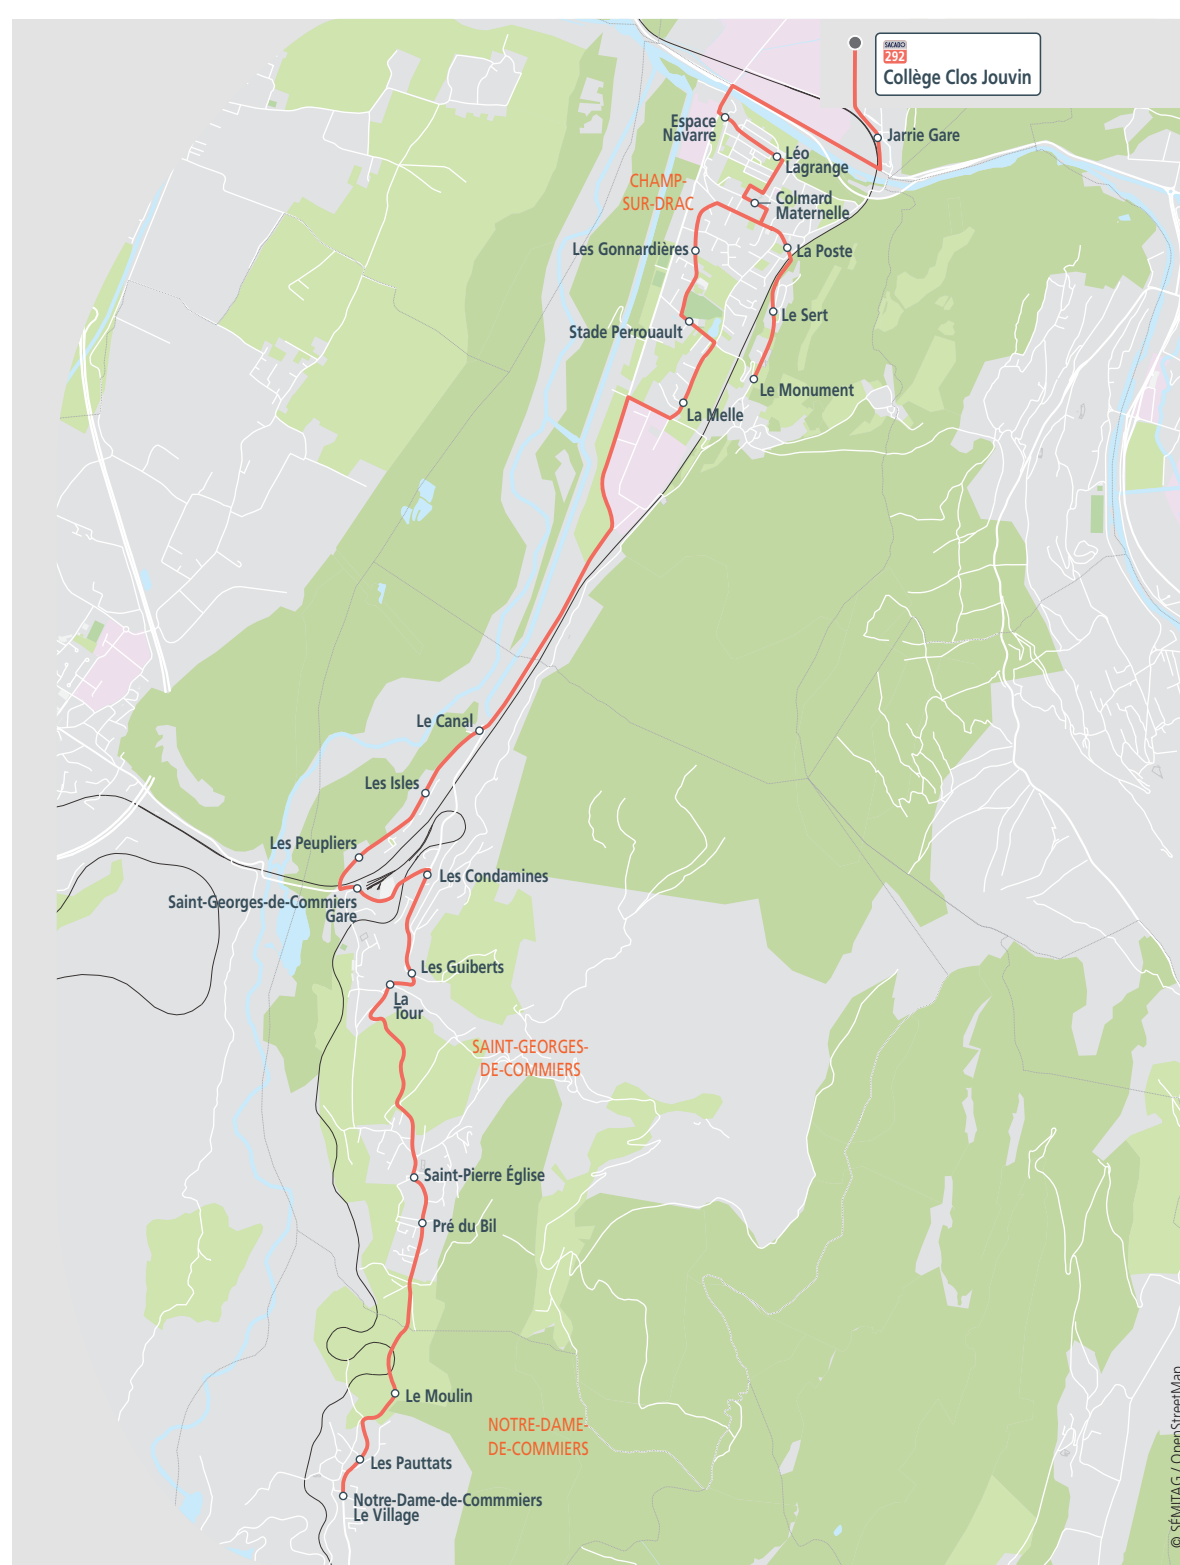 SACADO
292
Collège Clos Jouvin
Jarrie Gare
Espace
Navarre
Léo
Lagrange
CHAMP-
SUR-DRAC
Colmard
Maternelle
Les Gonnardières
La Poste
Le Sert
Stade Perrouault
Le Monument
La Melle
Le Canal
Les Isles
Les Peupliers
Les Condamines
Saint-Georges-de-Commiers
Gare
Les Guiberts
La
Tour
SAINT-GEORGES-
DE-COMMIERS
Saint-Pierre Église
Pré du Bil
Le Moulin
NOTRE-DAME-
DE-COMMIERS
Les Pauttats
Notre-Dame-de-Commmiers
Le Village
© SÉMITAG / OpenStreetMap